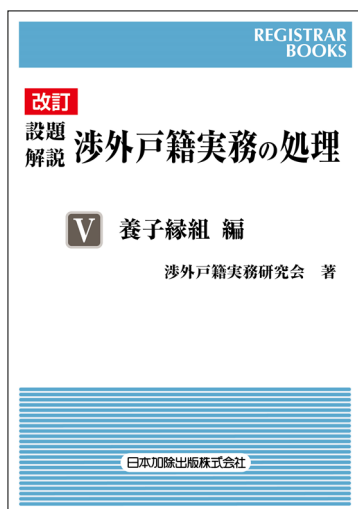 REGISTRAR
BOOKS
改訂
設題
解説 渉外戸籍実務の処理
V 養子縁組 編
渉外戸籍実務研究会 著
日本加除出版株式会社